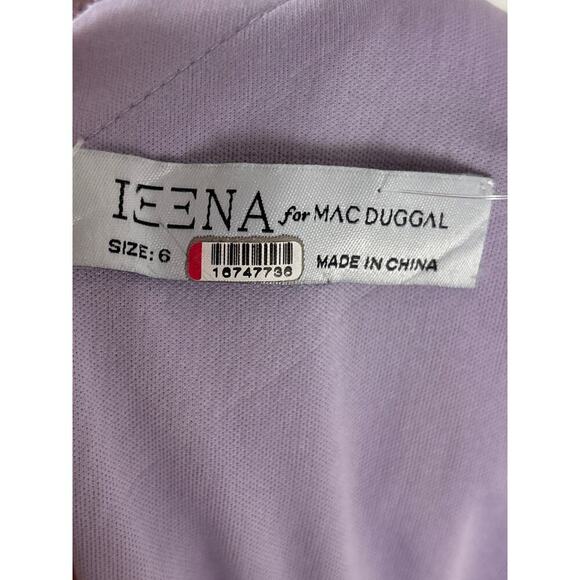 IEENA for MAC DUGGAL
SIZE: 6
16747736
MADE IN CHINA